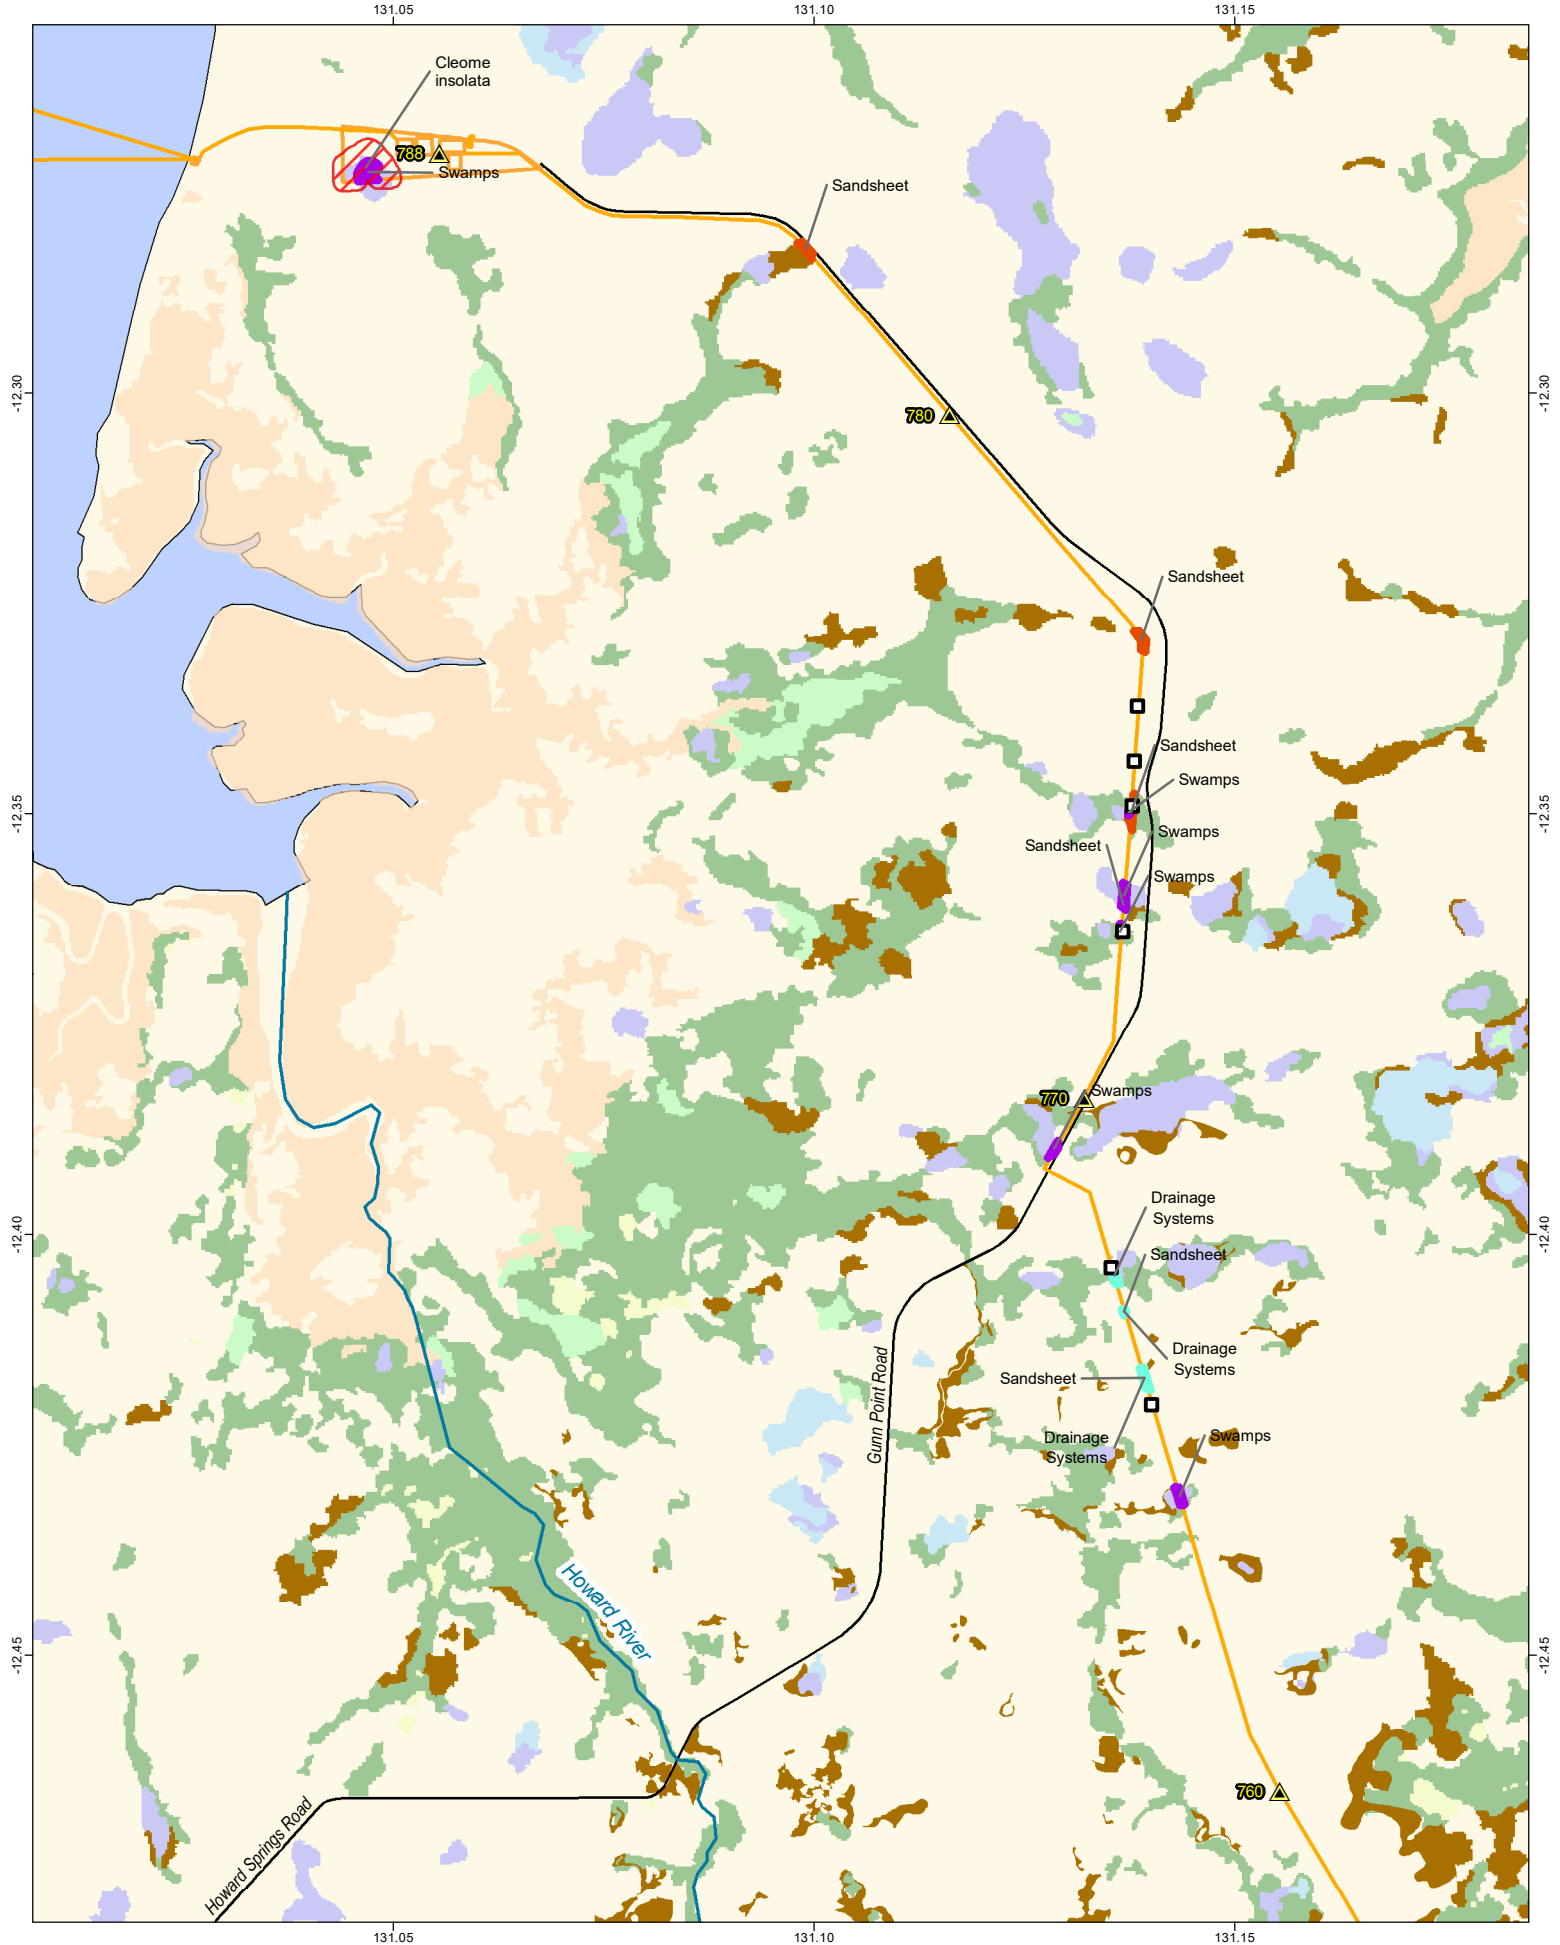 131.05
131.10
131.15
Cleome
insolata
788
Swamps
Sandsheet
-12.30
-12.30
780
Sandsheet
Sandsheet
Swamps
-12.35
-12.35
Swamps
Sandsheet
Swamps
770
Swamps
Drainage
Systems
-12.40
-12.40
Sandsheet
Drainage
Systems
Sandsheet
Gunn Point Road
Drainage
Systems
Swamps
Howard River
-12.45
-12.45
760
Howard Springs Road
131.05
131.10
131.15